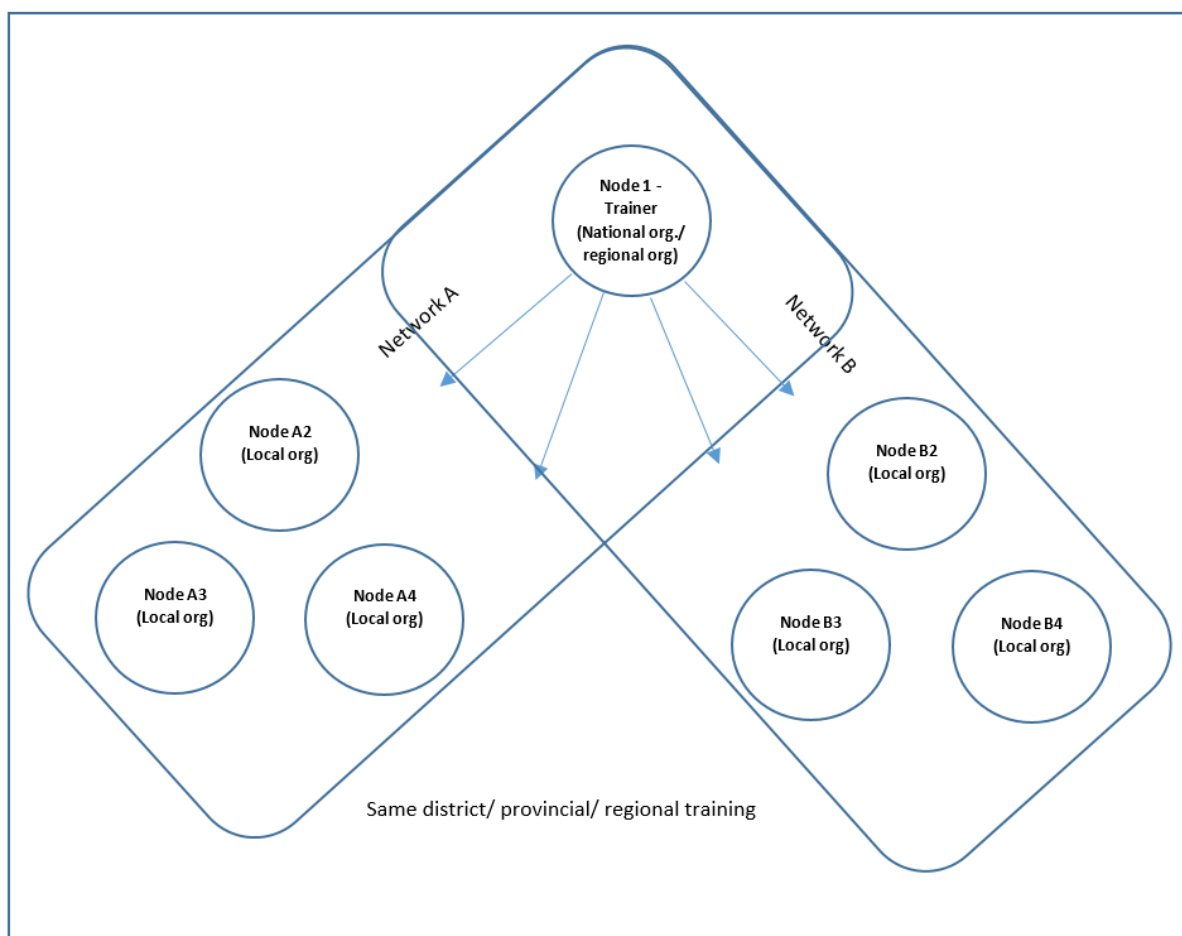 Node 1 -
Trainer
(National org./
regional org)
Network A
Network B
Node A2
(Local org)
Node B2
(Local org)
Node A3
(Local org)
Node A4
(Local org)
Node B3
(Local org)
Node B4
(Local org)
Same district/ provincial/ regional training